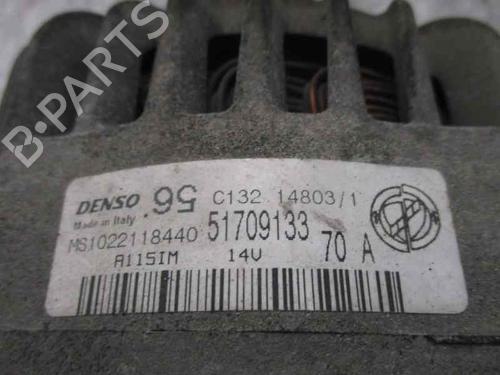 B-PARTS
DENSO 95 C132 14803/1
Made in Italy
MS1022118440 51709133
70 A
A115IM 14V